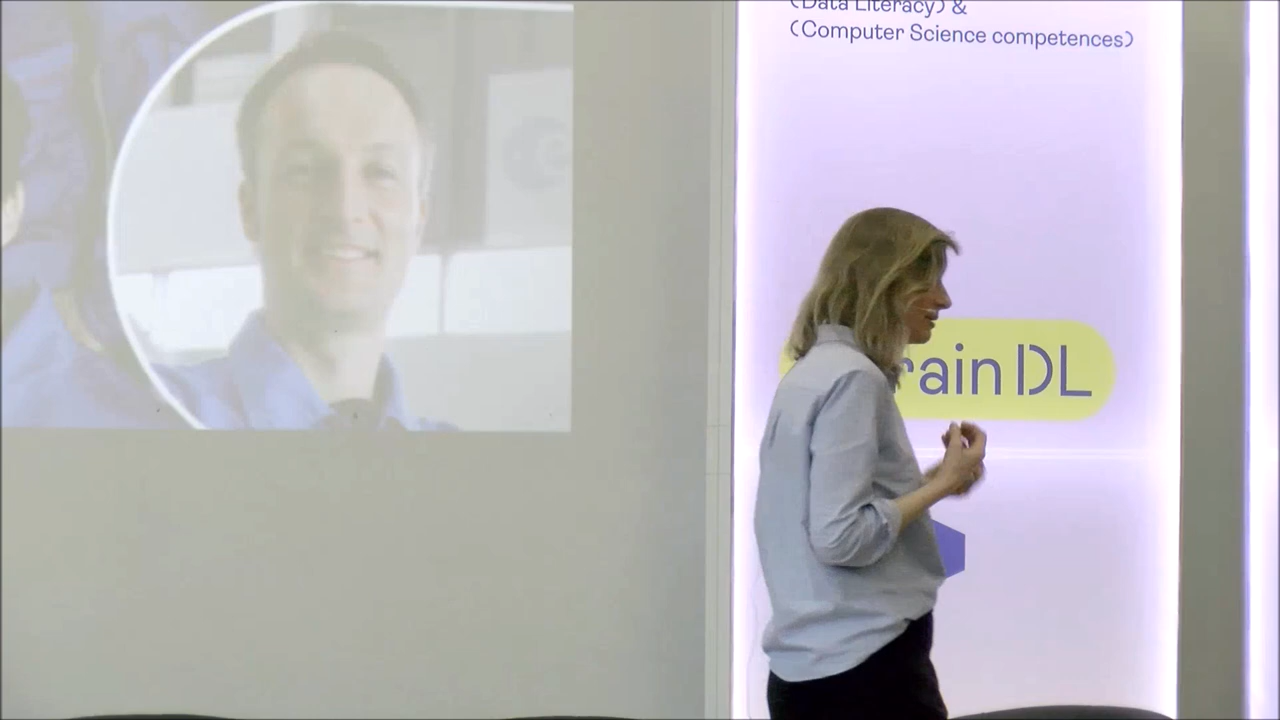 (Data Literacy) &
(Computer Science competences)
rain DL